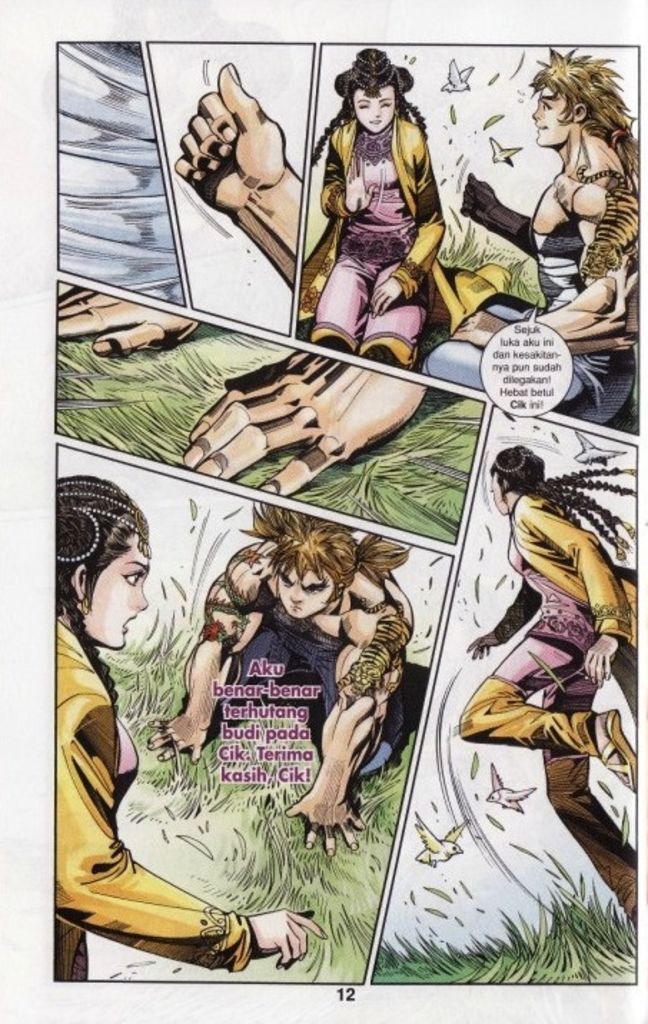 Sejuk
luka aku ini
dan kesakitan-
nya pun sudah
dilegakan!
Hebat betul
Cik ini!
Aku
benar-benar
terhutang
budi pada
Cik. Terima
kasih, Cik!
12